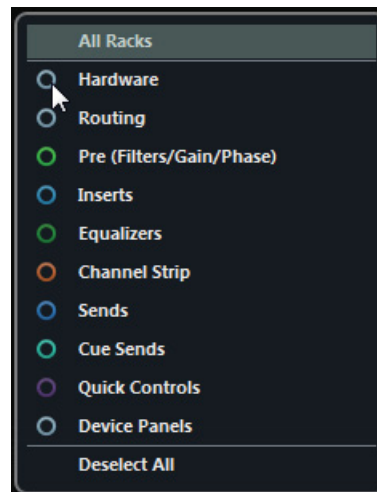 All Racks
Hardware
Routing
Pre (Filters/Gain/Phase)
Inserts
Equalizers
Channel Strip
Sends
Cue Sends
Quick Controls
Device Panels
Deselect All